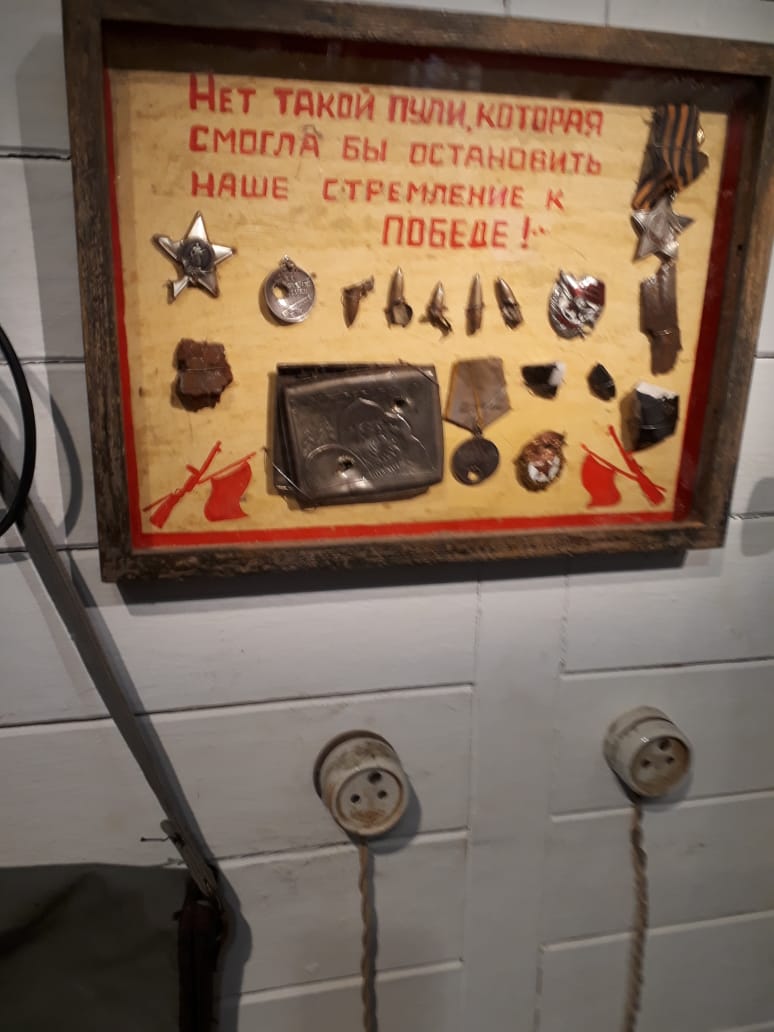 НЕТ ТАКОЙ ПУЛИ, КОТОРАЯ
СМОГЛА БЫ ОСТАНОВИТЬ
НАШЕ СТРЕМЛЕНИЕ К
ПОБЕДЕ!